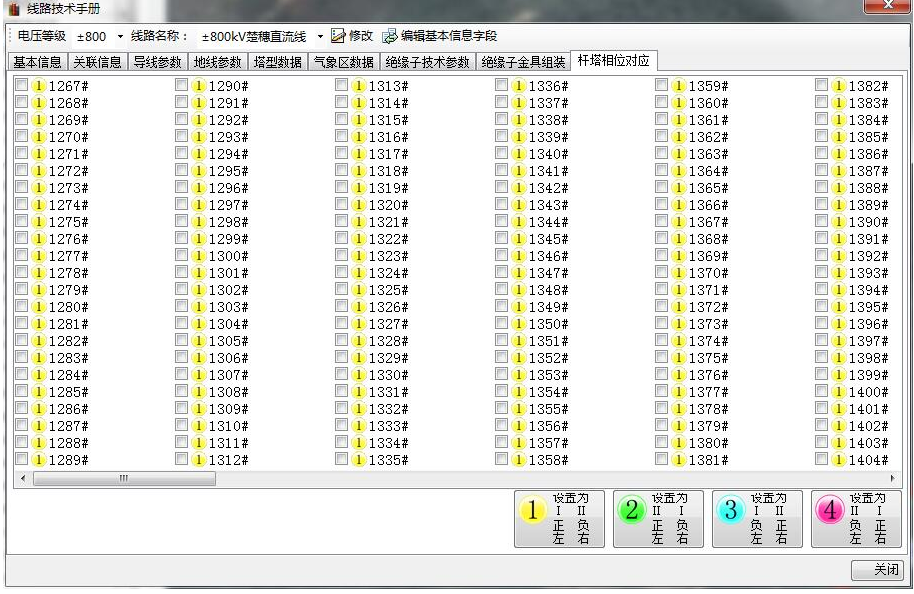 线路技术手册
电压等级 ±800 线路名称： ±800kV楚穗直流线 修改 编辑基本信息字段
基本信息 关联信息 导线参数 地线参数 塔型数据 气象区数据 绝缘子技术参数 绝缘子金具组装 杆塔相位对应
1 1267# 1 1290# 1 1313# 1 1336# 1 1359# 1 1382#
1 1268# 1 1291# 1 1314# 1 1337# 1 1360# 1 1383#
1 1269# 1 1292# 1 1315# 1 1338# 1 1361# 1 1384#
1 1270# 1 1293# 1 1316# 1 1339# 1 1362# 1 1385#
1 1271# 1 1294# 1 1317# 1 1340# 1 1363# 1 1386#
1 1272# 1 1295# 1 1318# 1 1341# 1 1364# 1 1387#
1 1273# 1 1296# 1 1319# 1 1342# 1 1365# 1 1388#
1 1274# 1 1297# 1 1320# 1 1343# 1 1366# 1 1389#
1 1275# 1 1298# 1 1321# 1 1344# 1 1367# 1 1390#
1 1276# 1 1299# 1 1322# 1 1345# 1 1368# 1 1391#
1 1277# 1 1300# 1 1323# 1 1346# 1 1369# 1 1392#
1 1278# 1 1301# 1 1324# 1 1347# 1 1370# 1 1393#
1 1279# 1 1302# 1 1325# 1 1348# 1 1371# 1 1394#
1 1280# 1 1303# 1 1326# 1 1349# 1 1372# 1 1395#
1 1281# 1 1304# 1 1327# 1 1350# 1 1373# 1 1396#
1 1282# 1 1305# 1 1328# 1 1351# 1 1374# 1 1397#
1 1283# 1 1306# 1 1329# 1 1352# 1 1375# 1 1398#
1 1284# 1 1307# 1 1330# 1 1353# 1 1376# 1 1399#
1 1285# 1 1308# 1 1331# 1 1354# 1 1377# 1 1400#
1 1286# 1 1309# 1 1332# 1 1355# 1 1378# 1 1401#
1 1287# 1 1310# 1 1333# 1 1356# 1 1379# 1 1402#
1 1288# 1 1311# 1 1334# 1 1357# 1 1380# 1 1403#
1 1289# 1 1312# 1 1335# 1 1358# 1 1381# 1 1404#
1 设置为 2 设置为 3 设置为 4 设置为
I II II I I II II I
正 负 正 负 负 正 负 正
左 右 左 右 左 右 左 右
关闭